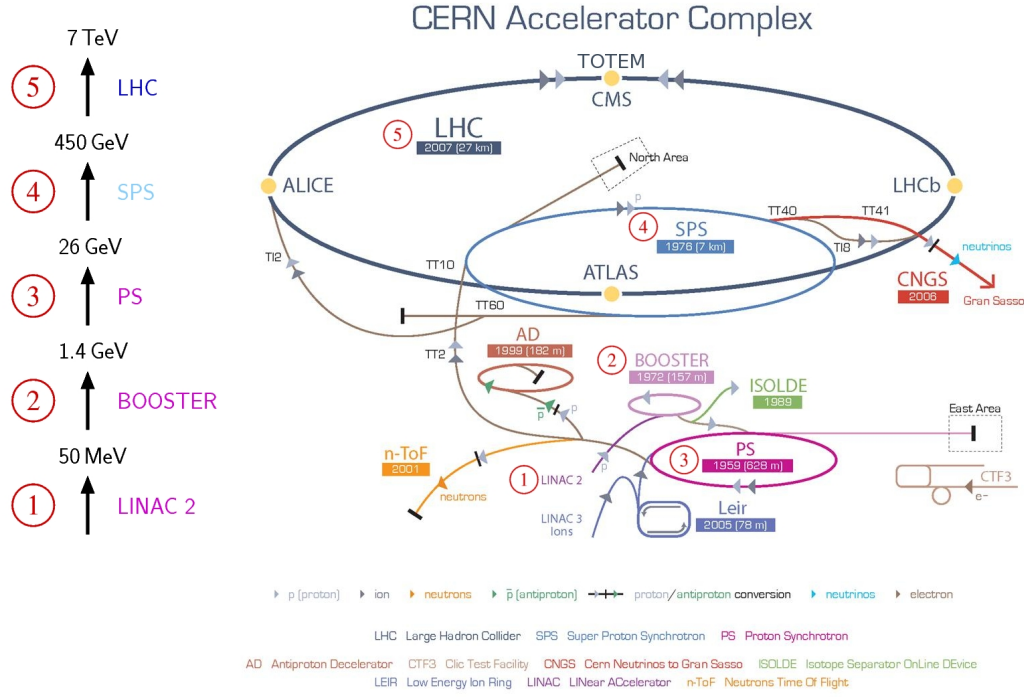 CERN Accelerator Complex
7 TeV
5 LHC
450 GeV
4 SPS
26 GeV
3 PS
1.4 GeV
2 BOOSTER
50 MeV
1 LINAC 2
TOTEM
CMS
5
LHC
2007 (27 km)
North Area
ALICE
LHCb
p
4
SPS
1976 (7 km)
TT40
TT41
TI8
neutrinos
CNGS
2006
Gran Sasso
TI2
TT10
ATLAS
TT60
TT2
AD
1999 (182 m)
p̅
p
2
BOOSTER
1972 (157 m)
ISOLDE
1989
East Area
n-ToF
2001
neutrons
1
LINAC 2
p
3
PS
1959 (628 m)
LINAC 3
Ions
Leir
2005 (78 m)
CTF3
e-
p (proton)
ion
neutrons
p̅ (antiproton)
proton/antiproton conversion
neutrinos
electron
LHC Large Hadron Collider SPS Super Proton Synchrotron PS Proton Synchrotron
AD Antiproton Decelerator CTF3 Clic Test Facility CNGS Cern Neutrinos to Gran Sasso ISOLDE Isotope Separator OnLine DEvice
LEIR Low Energy Ion Ring LINAC LINear ACcelerator n-ToF Neutrons Time Of Flight